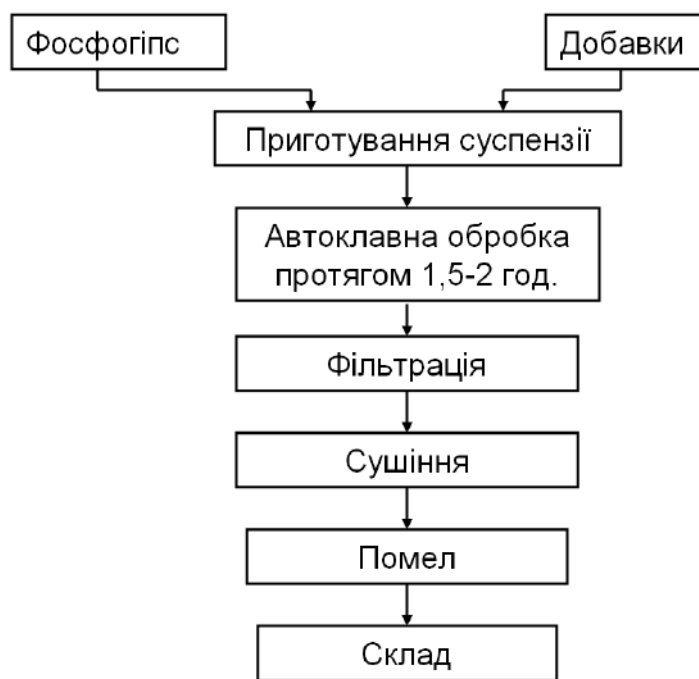 Фосфогіпс
Добавки
Приготування суспензії
Автоклавна обробка
протягом 1,5-2 год.
Фільтрація
Сушіння
Помел
Склад